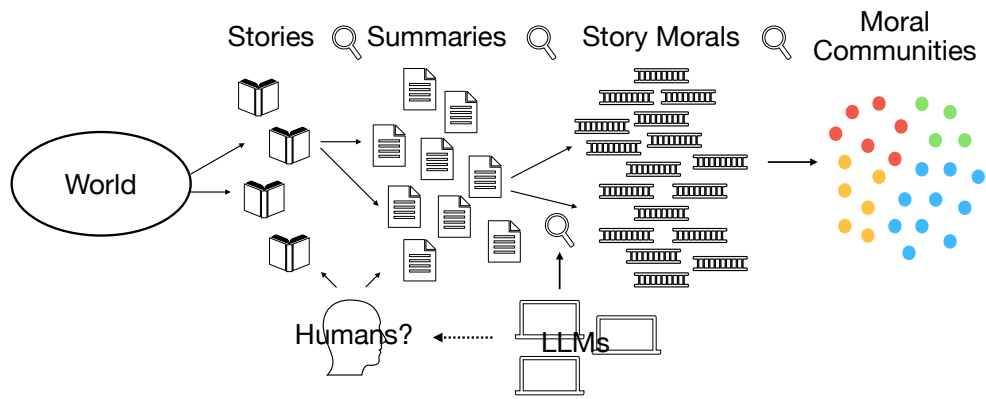 Stories
Summaries
Story Morals
Moral
Communities
World
Humans?
LLMs